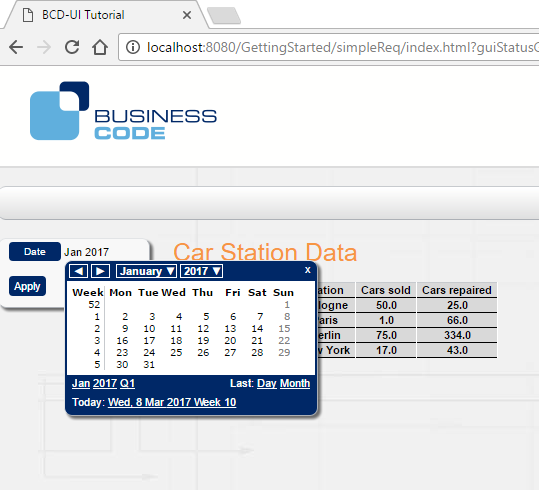 BCD-UI Tutorial
localhost:8080/GettingStarted/simpleReq/index.html?guiStatus
BUSINESS
CODE
Date Jan 2017
Car Station Data
Apply
◀ ▶ January ▼ 2017 ▼ x
Week Mon Tue Wed Thu Fri Sat Sun
52 1
1 2 3 4 5 6 7 8
2 9 10 11 12 13 14 15
3 16 17 18 19 20 21 22
4 23 24 25 26 27 28 29
5 30 31
Jan 2017 Q1 Last: Day Month
Today: Wed, 8 Mar 2017 Week 10
ation Cars sold Cars repaired
logne 50.0 25.0
aris 1.0 66.0
erlin 75.0 334.0
w York 17.0 43.0